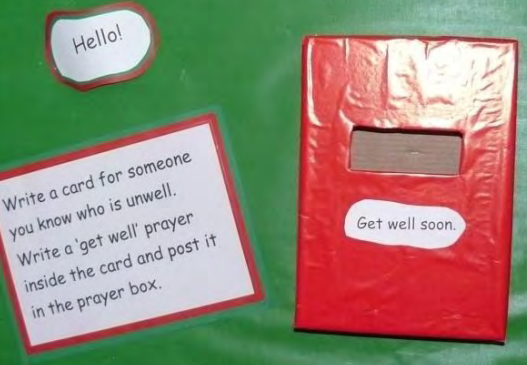 Hello!
Write a card for someone
you know who is unwell.
Write a 'get well' prayer
inside the card and post it
in the prayer box.
Get well soon.